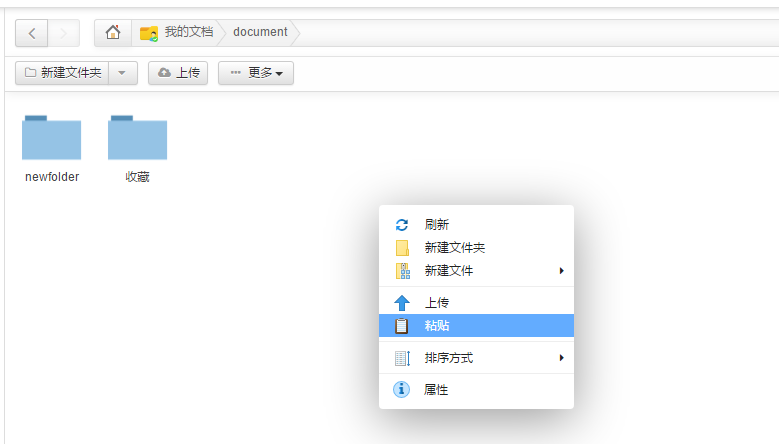 我的文档 document
新建文件夹 上传 更多
newfolder 收藏
刷新
新建文件夹
新建文件
上传
粘贴
排序方式
属性